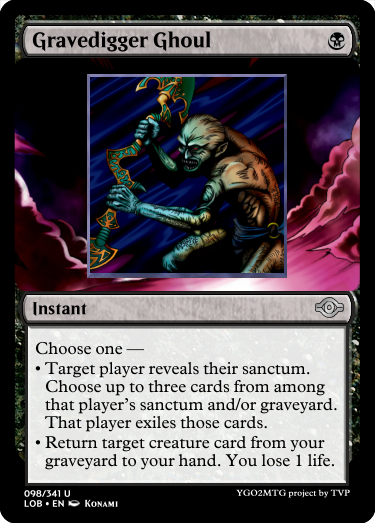 Gravedigger Ghoul
Instant
Choose one —
• Target player reveals their sanctum.
Choose up to three cards from among
that player's sanctum and/or graveyard.
That player exiles those cards.
• Return target creature card from your
graveyard to your hand. You lose 1 life.
098/341 U
LOB • EN KONAMI
YGO2MTG project by TVP